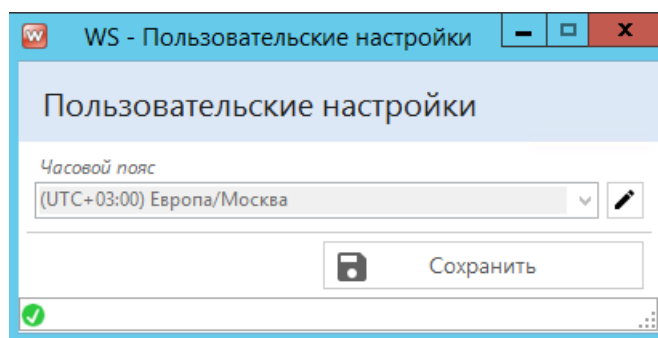 WS - Пользовательские настройки
Пользовательские настройки
Часовой пояс
(UTC+03:00) Европа/Москва
Сохранить